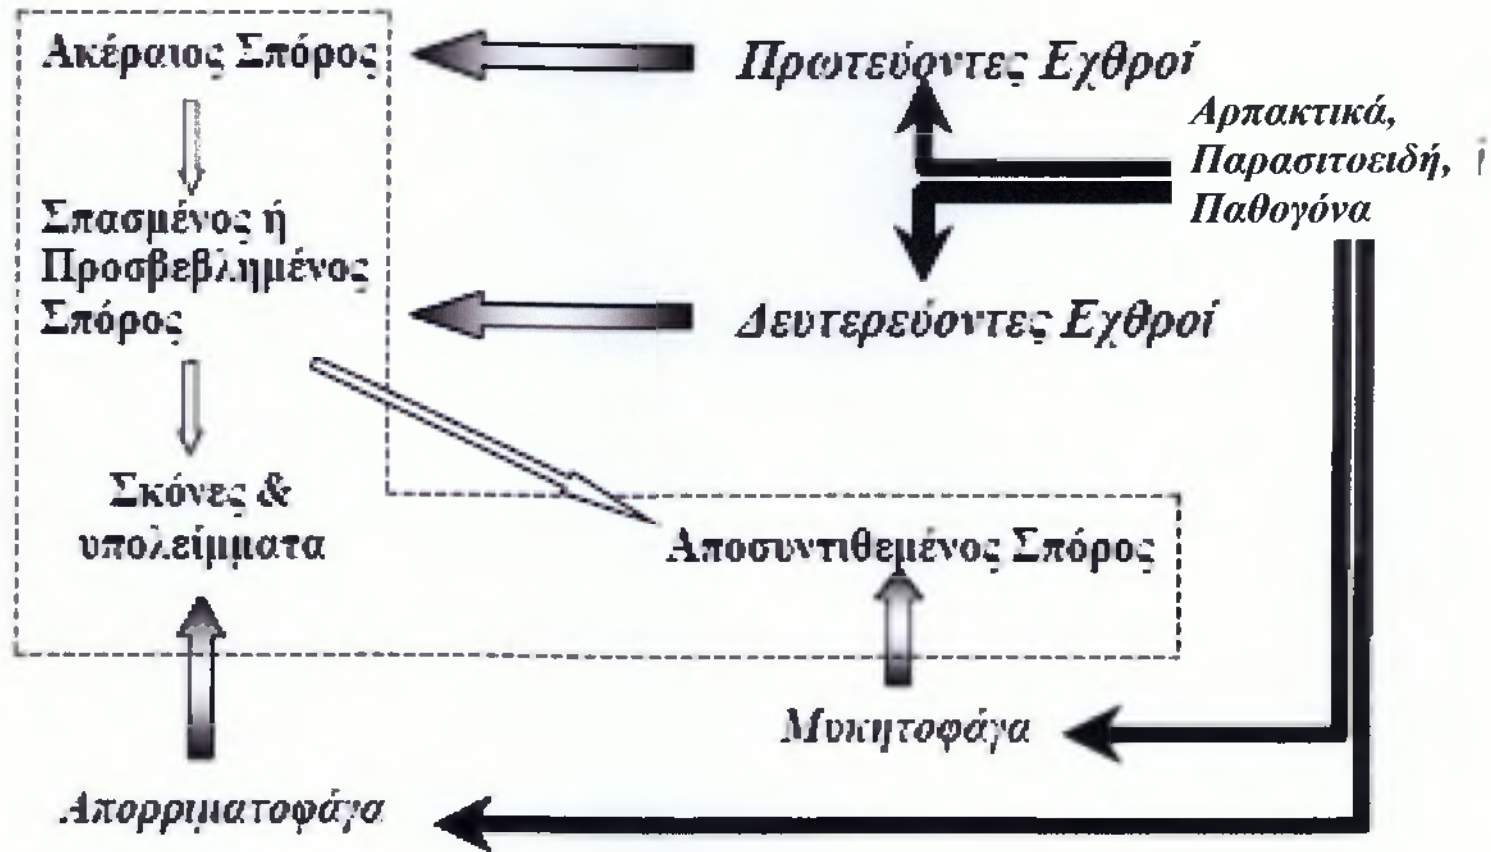 Ακέραιος Σπόρος
Πρωτεύοντες Εχθροί
Αρπακτικά,
Παρασιτοειδή,
Παθογόνα
Σπασμένος ή
Προσβεβλημένος
Σπόρος
Δευτερεύοντες Εχθροί
Σκόνες &
υπολείμματα
Αποσυντιθεμένος Σπόρος
Μυκητοφάγα
Απορριματοφάγα